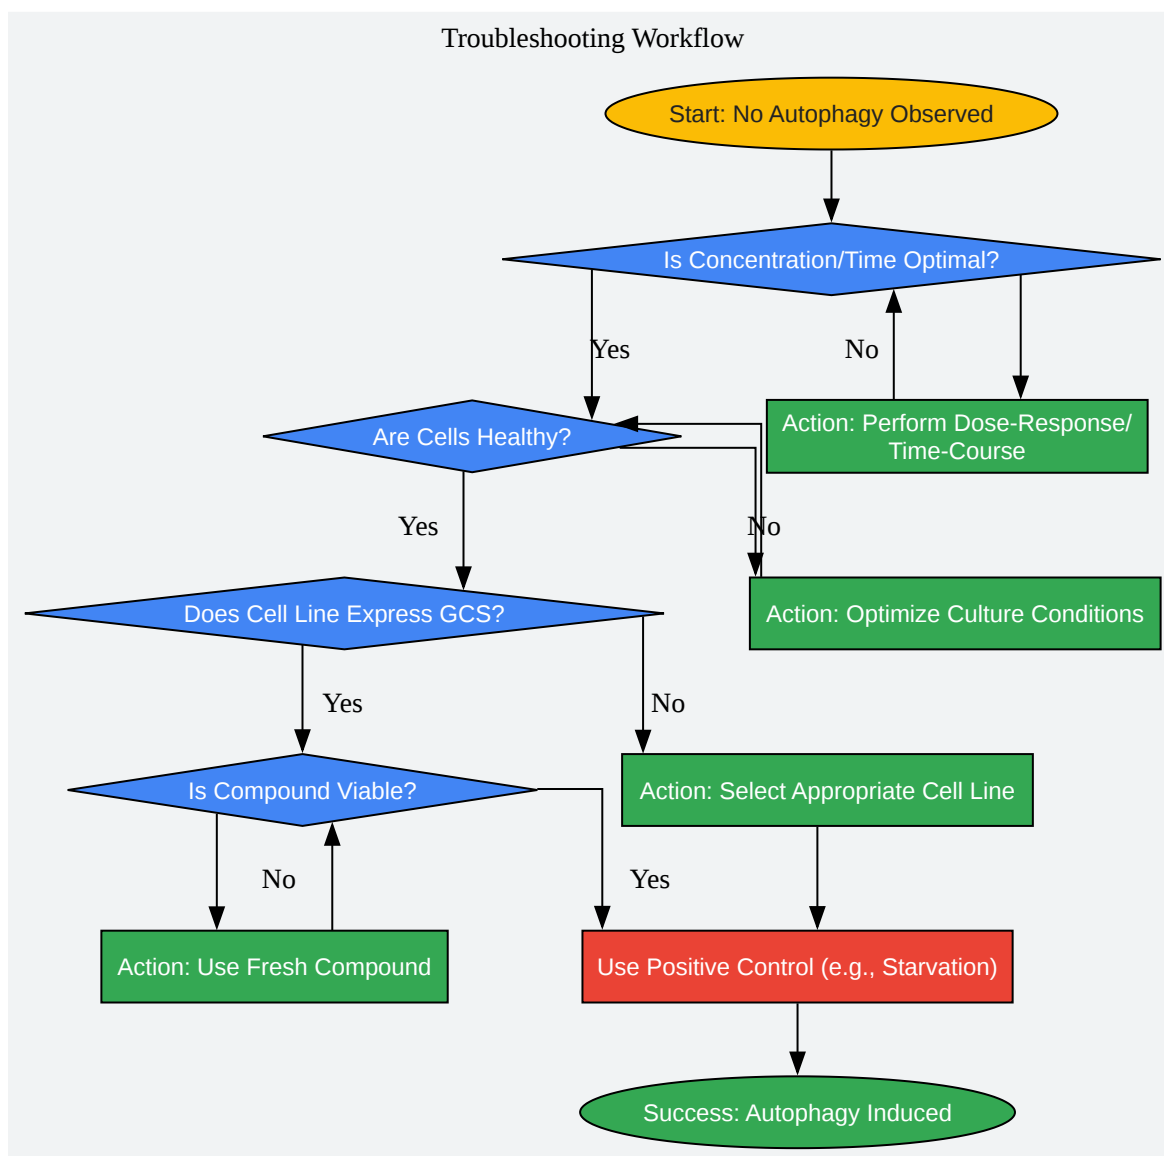 Troubleshooting Workflow
Start: No Autophagy Observed
Is Concentration/Time Optimal?
Yes
No
Action: Perform Dose-Response/
Time-Course
Are Cells Healthy?
Yes
No
Action: Optimize Culture Conditions
Does Cell Line Express GCS?
Yes
No
Is Compound Viable?
Action: Select Appropriate Cell Line
No
Yes
Action: Use Fresh Compound
Use Positive Control (e.g., Starvation)
Success: Autophagy Induced